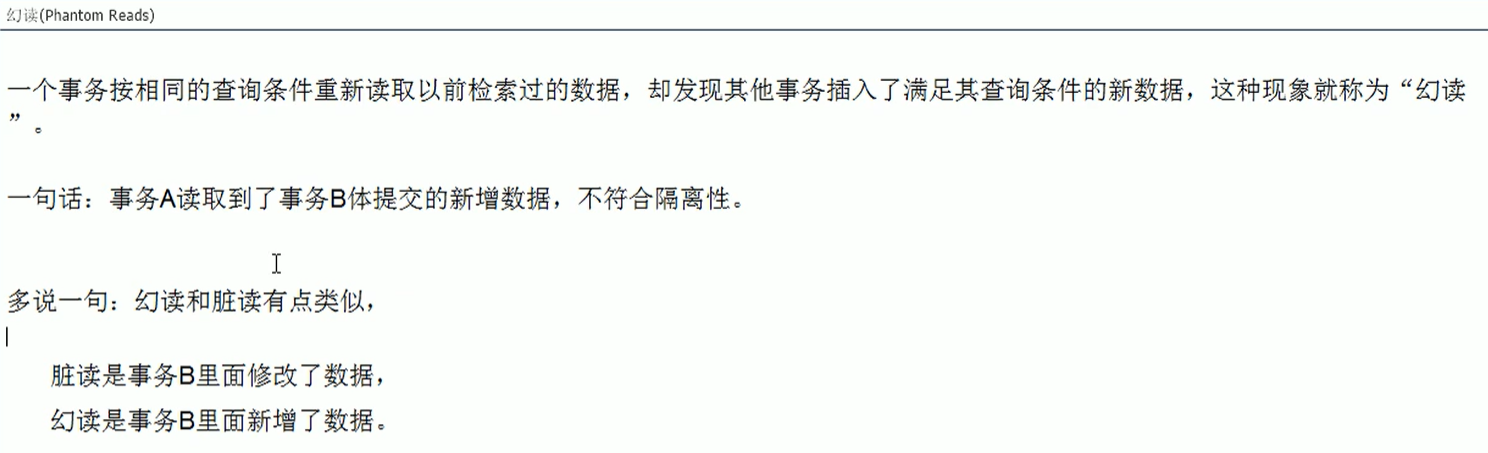 幻读(Phantom Reads)
一个事务按相同的查询条件重新读取以前检索过的数据，却发现其他事务插入了满足其查询条件的新数据，这种现象就称为“幻读
”。
一句话：事务A读取到了事务B体提交的新增数据，不符合隔离性。
多说一句：幻读和脏读有点类似，
脏读是事务B里面修改了数据，
幻读是事务B里面新增了数据。